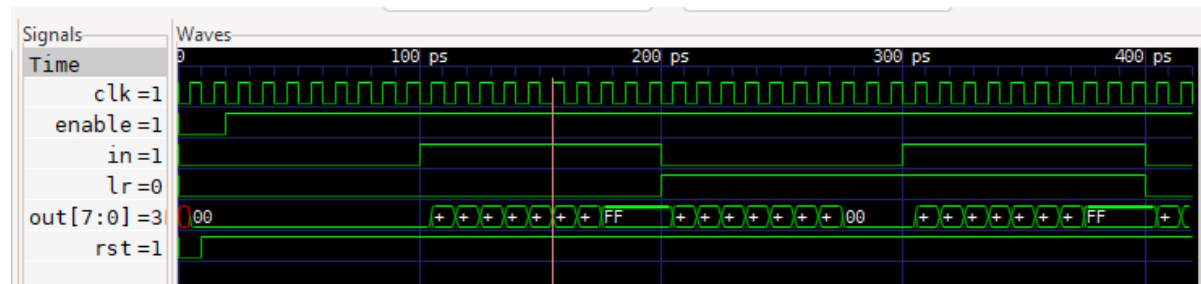 Signals Waves
Time 0 100 ps 200 ps 300 ps 400 ps
clk =1
enable =1
in =1
lr =0
out[7:0] =3 00 + + + + + + + FF + + + + + + + 00 + + + + + + + FF +
rst =1